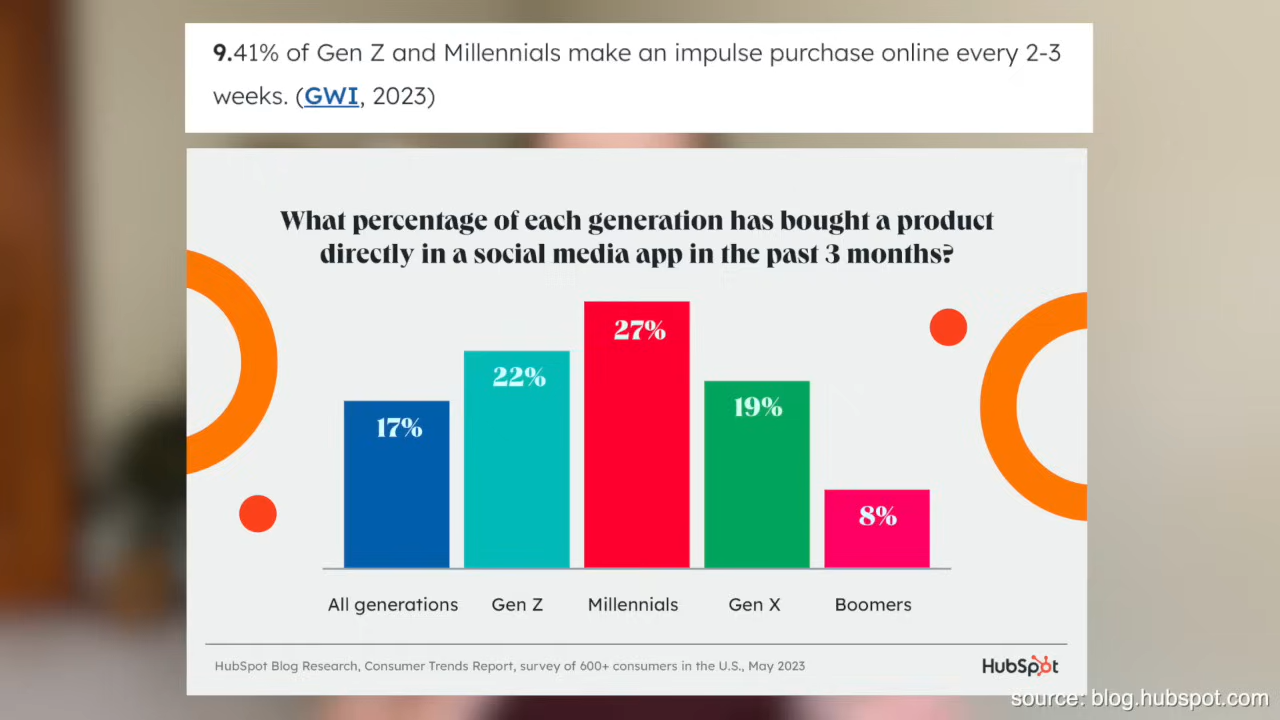 9.41% of Gen Z and Millennials make an impulse purchase online every 2-3
weeks. (GWI, 2023)
What percentage of each generation has bought a product
directly in a social media app in the past 3 months?
17%
22%
27%
19%
8%
All generations
Gen Z
Millennials
Gen X
Boomers
HubSpot Blog Research, Consumer Trends Report, survey of 600+ consumers in the U.S., May 2023
HubSpot
source: blog.hubspot.com